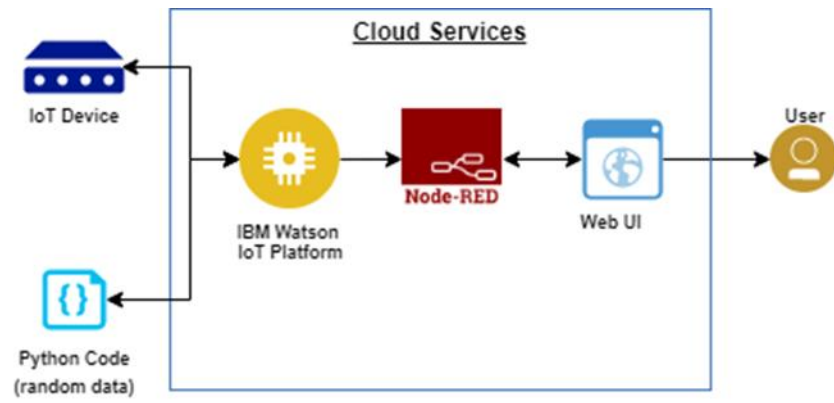 Cloud Services
IoT Device
User
Node-RED
Web UI
IBM Watson
IoT Platform
{}
Python Code
(random data)